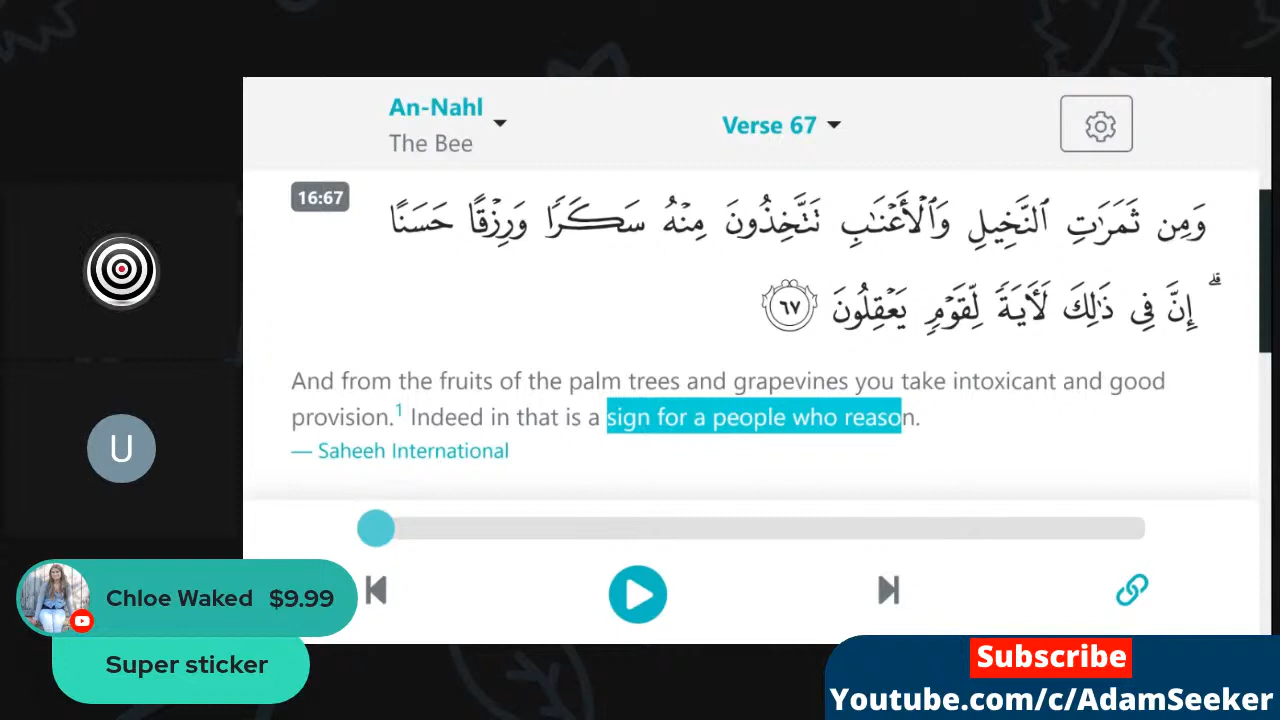 An-Nahl
The Bee
Verse 67
16:67
وَمِن ثَمَرَٰتِ ٱلنَّخِيلِ وَٱلْأَعْنَٰبِ تَتَّخِذُونَ مِنْهُ سَكَرًا وَرِزْقًا حَسَنًا
ۗ إِنَّ فِى ذَٰلِكَ لَءَايَةً لِّقَوْمٍ يَعْقِلُونَ ٦٧
And from the fruits of the palm trees and grapevines you take intoxicant and good
provision.1 Indeed in that is a sign for a people who reason.
— Saheeh International
U
Chloe Waked $9.99
Super sticker
Subscribe
Youtube.com/c/AdamSeeker